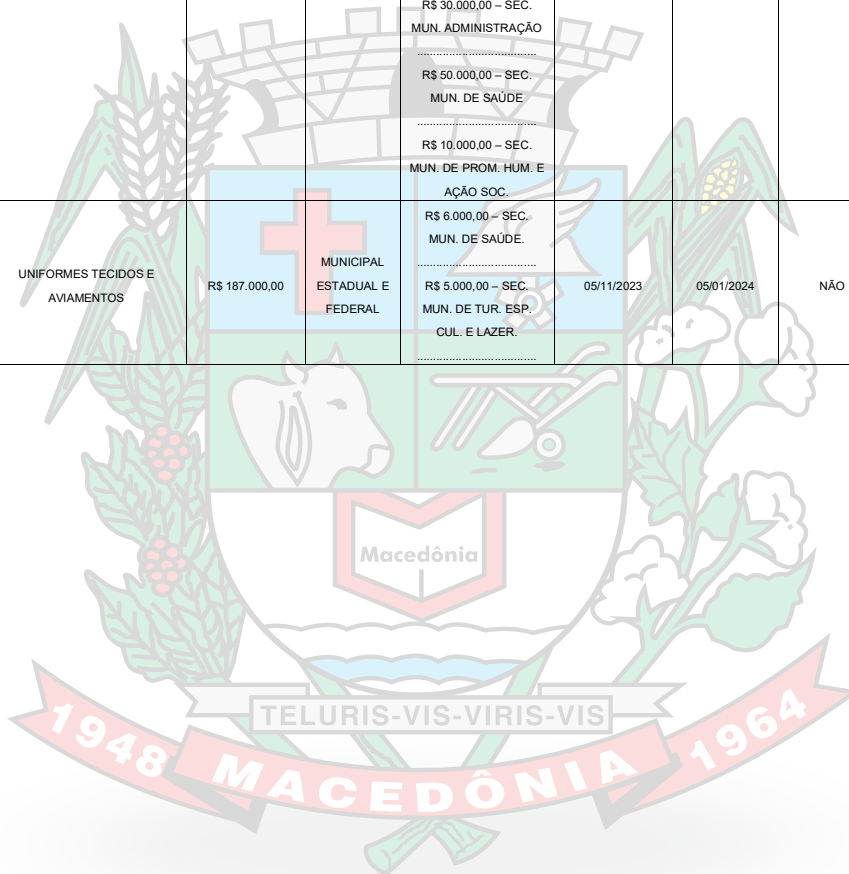 R$ 30.000,00 – SEC.
MUN. ADMINISTRAÇÃO
......................................
R$ 50.000,00 – SEC.
MUN. DE SAÚDE
......................................
R$ 10.000,00 – SEC.
MUN. DE PROM. HUM. E
AÇÃO SOC.
UNIFORMES TECIDOS E
AVIAMENTOS
R$ 187.000,00
MUNICIPAL
ESTADUAL E
FEDERAL
R$ 6.000,00 – SEC.
MUN. DE SAÚDE.
......................................
R$ 5.000,00 – SEC.
MUN. DE TUR. ESP.
CUL. E LAZER.
......................................
05/11/2023
05/01/2024
NÃO
Macedônia
TELURIS-VIS-VIRIS-VIS
1948 MACEDÔNIA 1964